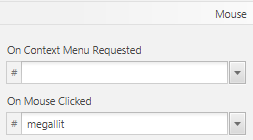 Mouse
On Context Menu Requested
#
On Mouse Clicked
# megallit